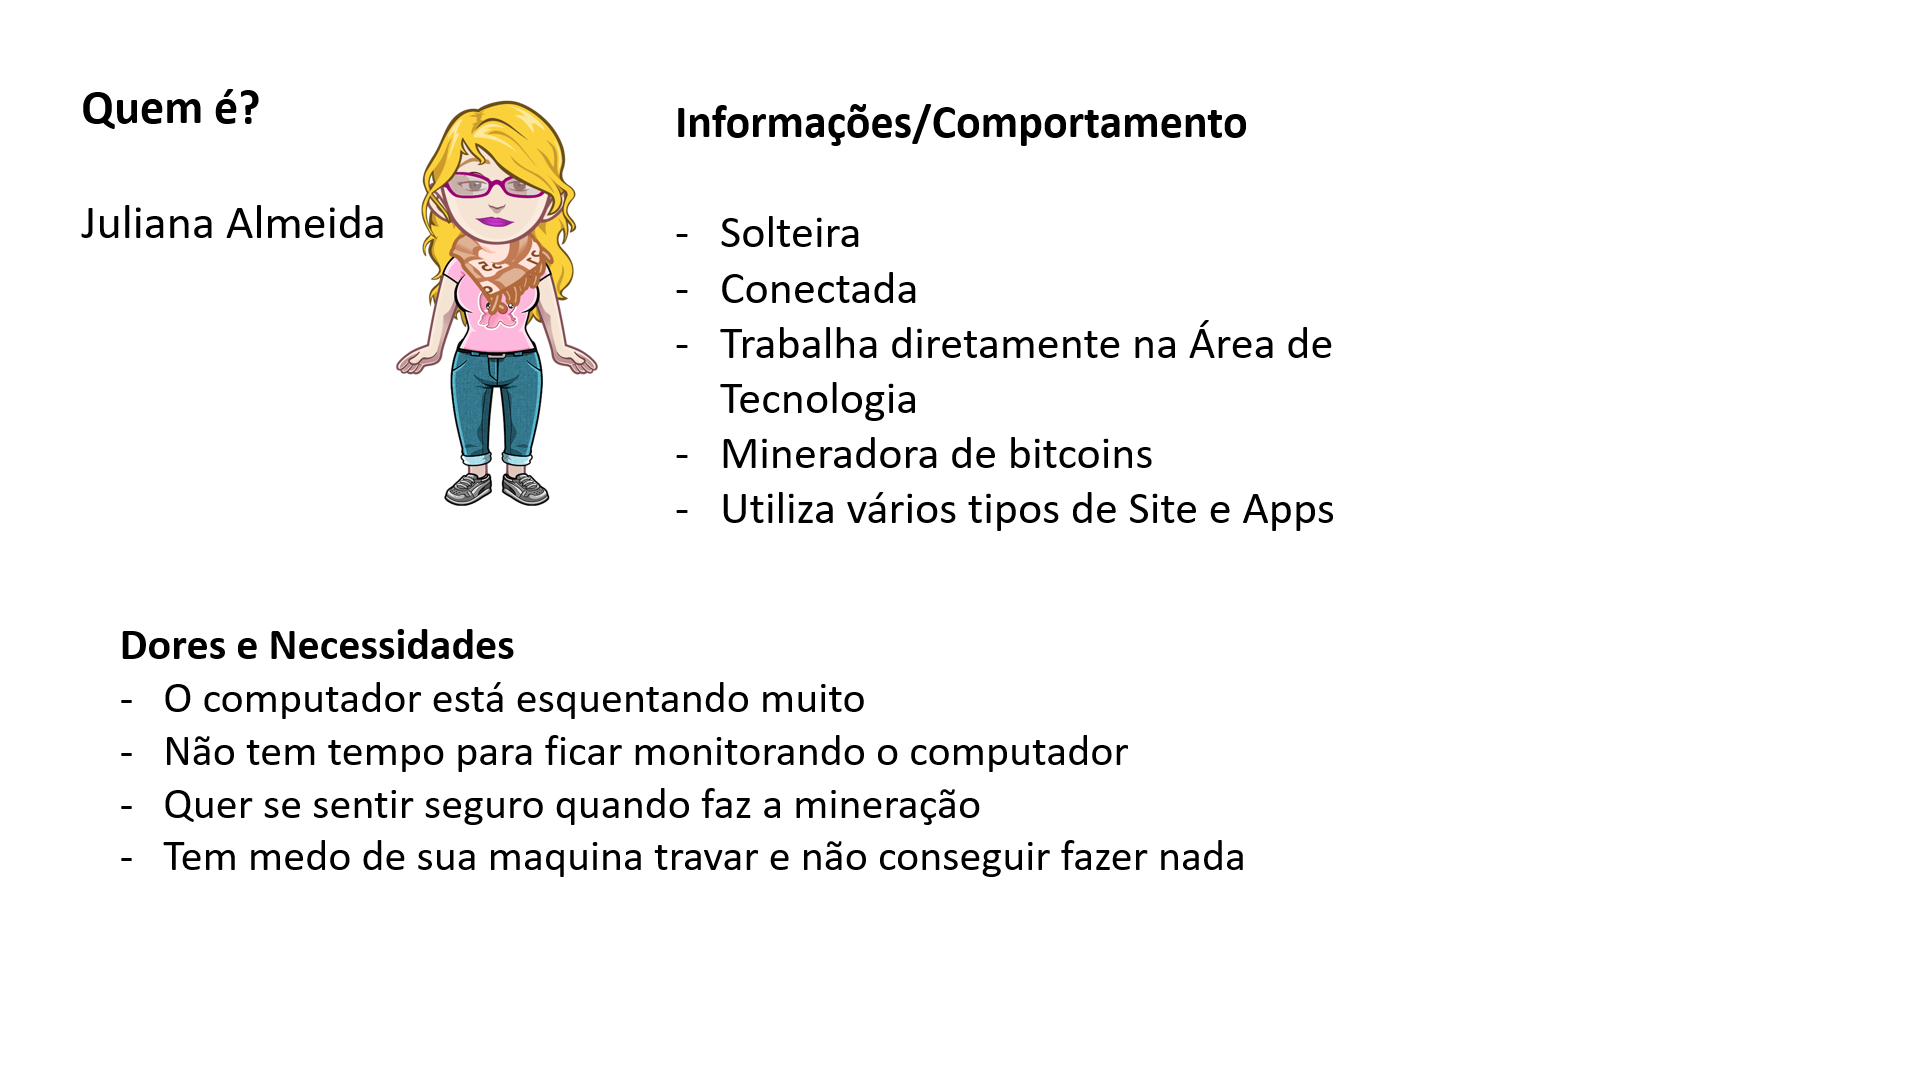 Quem é?
Juliana Almeida
Informações/Comportamento
- Solteira
- Conectada
- Trabalha diretamente na Área de
Tecnologia
- Mineradora de bitcoins
- Utiliza vários tipos de Site e Apps
Dores e Necessidades
- O computador está esquentando muito
- Não tem tempo para ficar monitorando o computador
- Quer se sentir seguro quando faz a mineração
- Tem medo de sua maquina travar e não conseguir fazer nada